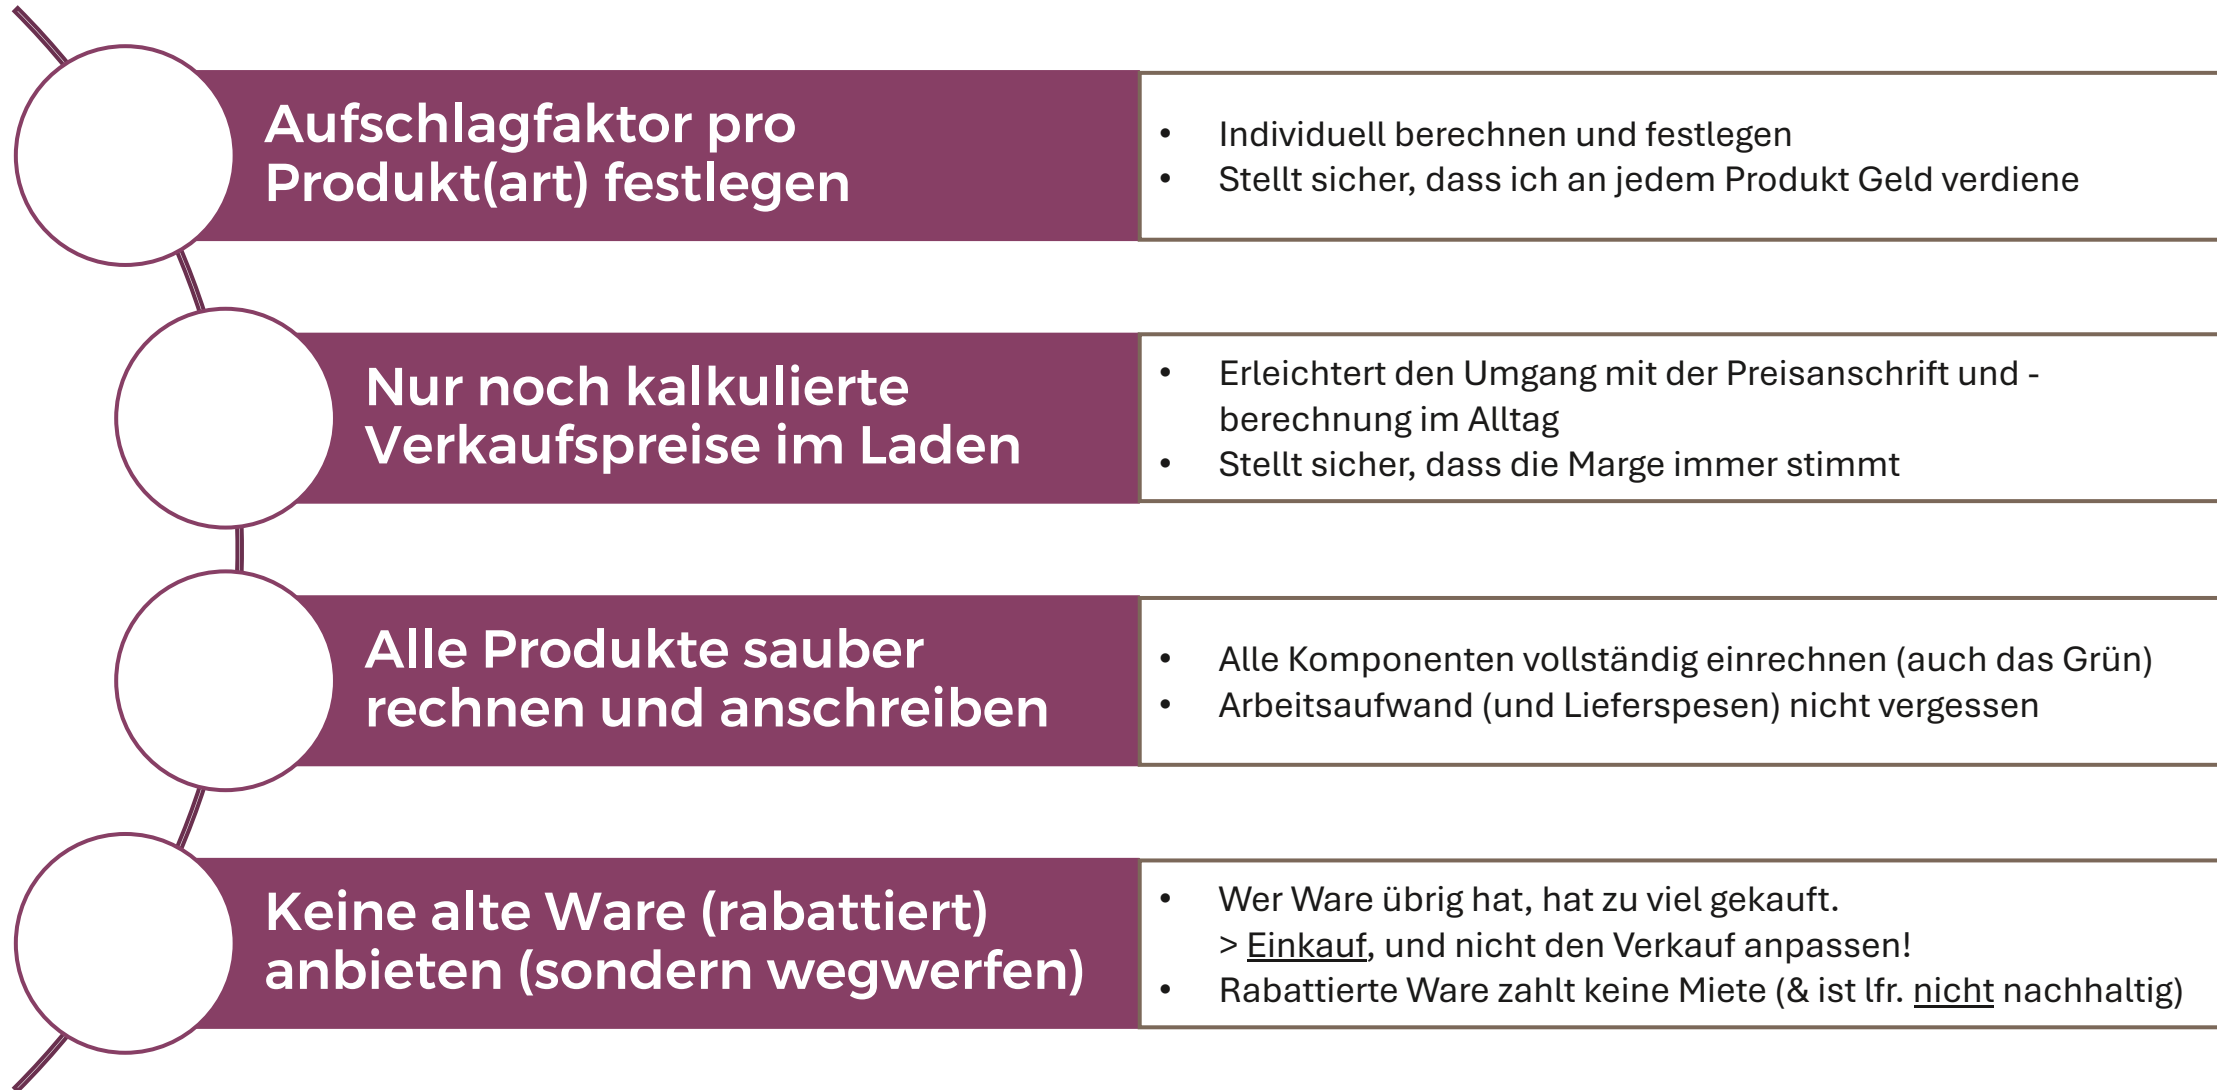 Aufschlagfaktor pro
Produkt(art) festlegen
• Individuell berechnen und festlegen
• Stellt sicher, dass ich an jedem Produkt Geld verdiene
Nur noch kalkulierte
Verkaufspreise im Laden
• Erleichtert den Umgang mit der Preisanschrift und -
berechnung im Alltag
• Stellt sicher, dass die Marge immer stimmt
Alle Produkte sauber
rechnen und anschreiben
• Alle Komponenten vollständig einrechnen (auch das Grün)
• Arbeitsaufwand (und Lieferspesen) nicht vergessen
Keine alte Ware (rabattiert)
anbieten (sondern wegwerfen)
• Wer Ware übrig hat, hat zu viel gekauft.
> Einkauf, und nicht den Verkauf anpassen!
• Rabattierte Ware zahlt keine Miete (& ist lfr. nicht nachhaltig)